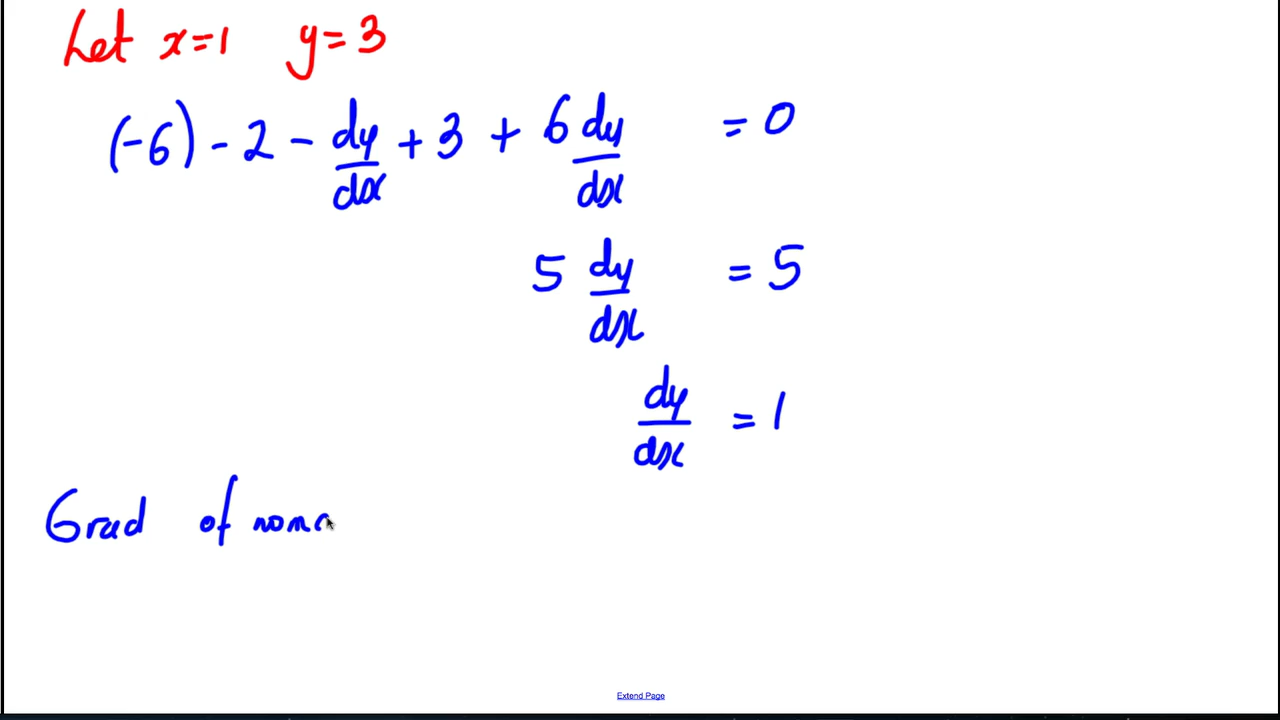 Let x=1 y=3
(-6) - 2 - dy/dx + 3 + 6 dy/dx = 0
5 dy/dx = 5
dy/dx = 1
Grad of
Extend Page